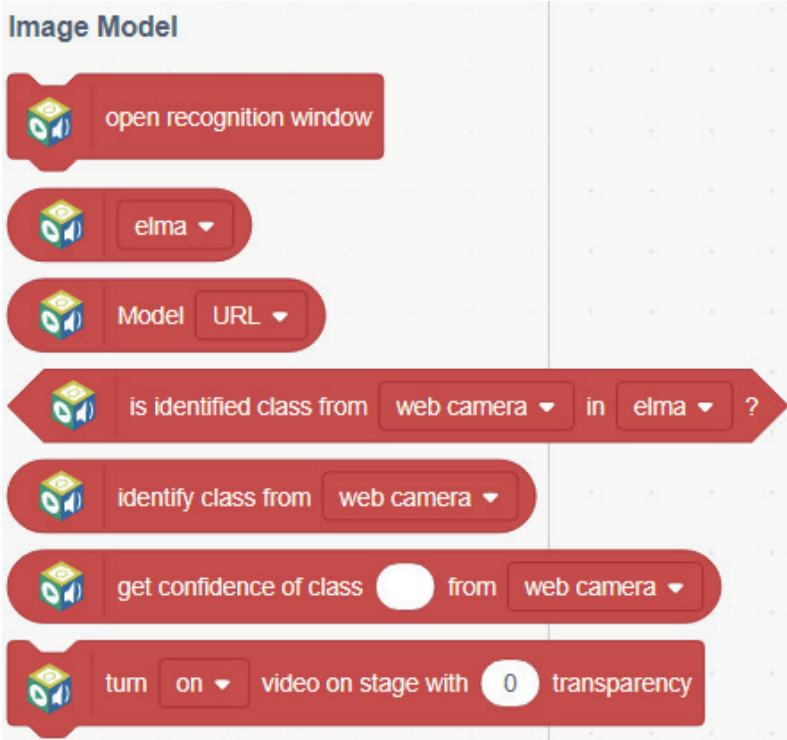 Image Model
open recognition window
elma
Model URL
is identified class from web camera in elma ?
identify class from web camera
get confidence of class from web camera
turn on video on stage with 0 transparency